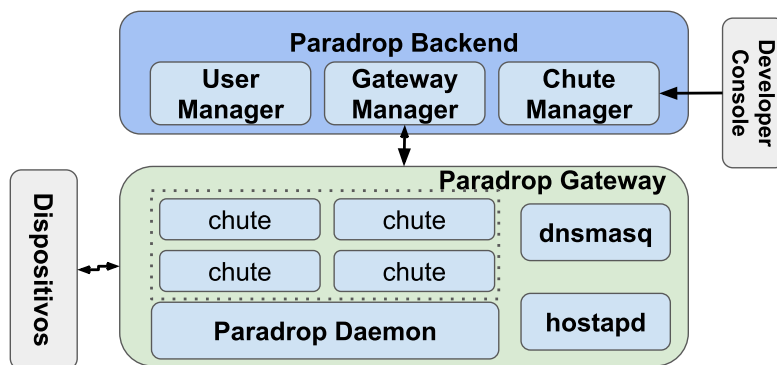 Paradrop Backend
User
Manager
Gateway
Manager
Chute
Manager
Developer
Console
Paradrop Gateway
Dispositivos
chute
chute
chute
chute
dnsmasq
hostapd
Paradrop Daemon